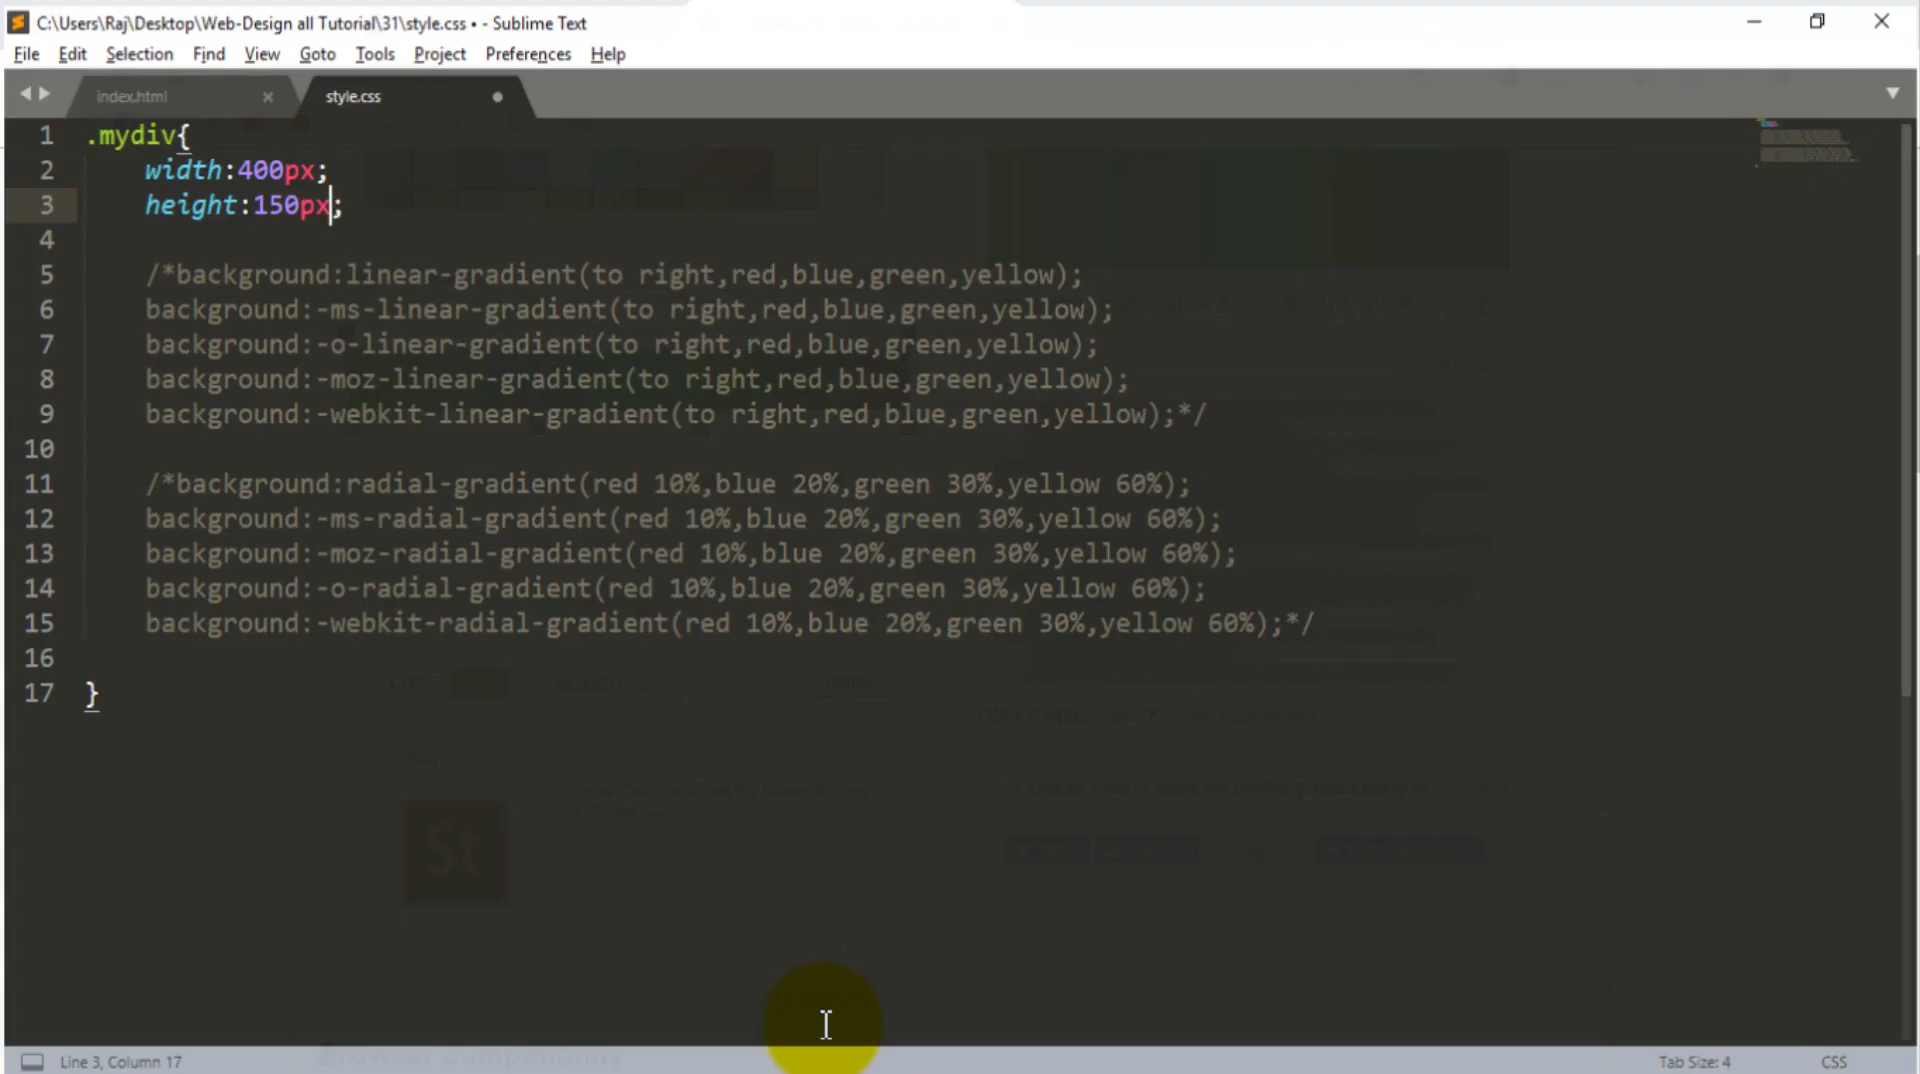 C:\Users\Raj\Desktop\Web-Design all Tutorial\31\style.css • - Sublime Text
File Edit Selection Find View Goto Tools Project Preferences Help
index.html × style.css
1 .mydiv{
2 width:400px;
3 height:150px;
4
5 /*background:linear-gradient(to right,red,blue,green,yellow);
6 background:-ms-linear-gradient(to right,red,blue,green,yellow);
7 background:-o-linear-gradient(to right,red,blue,green,yellow);
8 background:-moz-linear-gradient(to right,red,blue,green,yellow);
9 background:-webkit-linear-gradient(to right,red,blue,green,yellow);*/
10
11 /*background:radial-gradient(red 10%,blue 20%,green 30%,yellow 60%);
12 background:-ms-radial-gradient(red 10%,blue 20%,green 30%,yellow 60%);
13 background:-moz-radial-gradient(red 10%,blue 20%,green 30%,yellow 60%);
14 background:-o-radial-gradient(red 10%,blue 20%,green 30%,yellow 60%);
15 background:-webkit-radial-gradient(red 10%,blue 20%,green 30%,yellow 60%);*/
16
17 }
St
Line 3, Column 17
Tab Size: 4
CSS